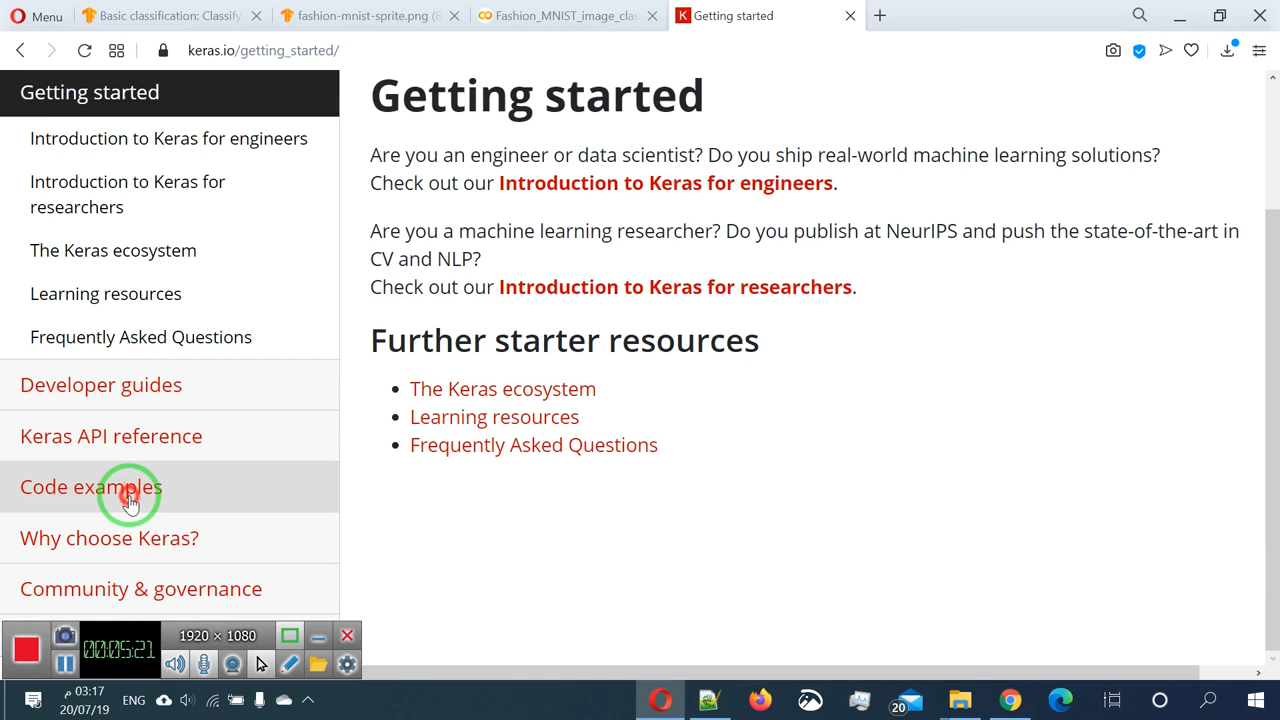 Menu
Basic classification: Classify
fashion-mnist-sprite.png (8
Fashion_MNIST_image_clas
Getting started
keras.io/getting_started/
Getting started
Introduction to Keras for engineers
Introduction to Keras for
researchers
The Keras ecosystem
Learning resources
Frequently Asked Questions
Developer guides
Keras API reference
Code examples
Why choose Keras?
Community & governance
Getting started
Are you an engineer or data scientist? Do you ship real-world machine learning solutions?
Check out our Introduction to Keras for engineers.
Are you a machine learning researcher? Do you publish at NeurIPS and push the state-of-the-art in
CV and NLP?
Check out our Introduction to Keras for researchers.
Further starter resources
The Keras ecosystem
Learning resources
Frequently Asked Questions
00:05:21
1920 × 1080
03:17 م
20/07/19
ENG
20